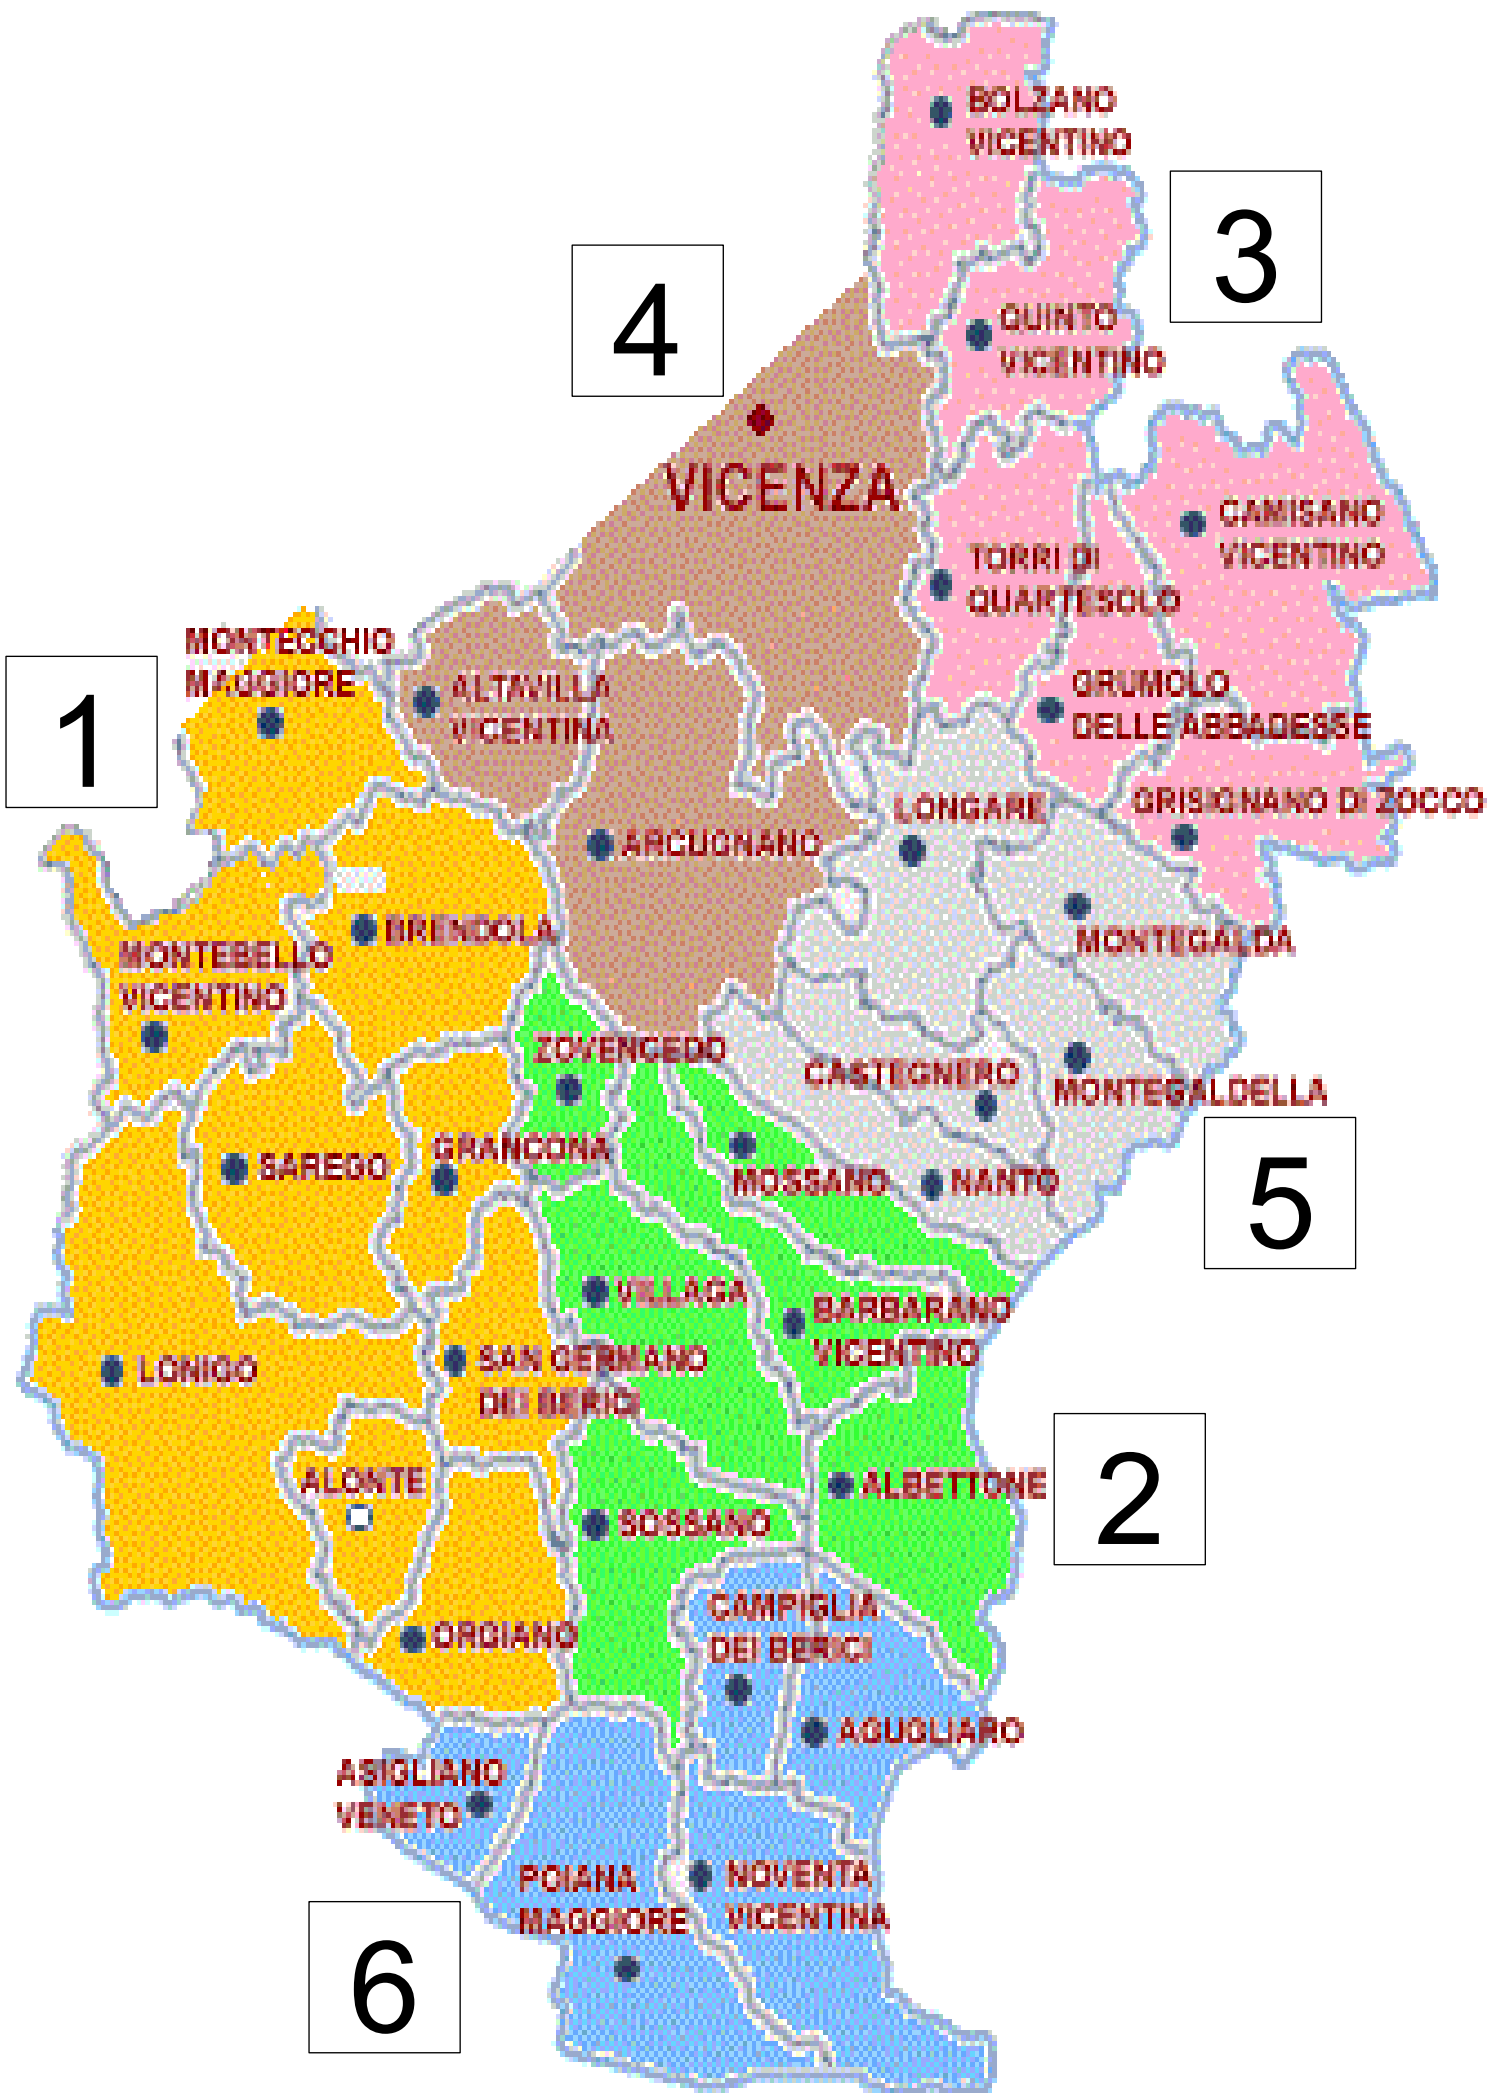 BOLZANO
VICENTINO
3
4
QUINTO
VICENTINO
VICENZA
CAMISANO
VICENTINO
TORRI DI
QUARTESOLO
MONTECCHIO
MAGGIORE
1
ALTAVILLA
VICENTINA
GRUMOLO
DELLE ABBADESSE
LONGARE
GRISIGNANO DI ZOCCO
ARCUGNANO
BRENDOLA
MONTEGALDA
MONTEBELLO
VICENTINO
ZOVENCEDO
CASTEGNERO
MONTEGALDELLA
GRANCONA
SAREGO
MOSSANO
NANTO
5
VILLAGA
BARBARANO
VICENTINO
LONIGO
SAN GERMANO
DEI BERICI
ALONTE
ALBETTONE
2
SOSSANO
CAMPIGLIA
DEI BERICI
ORGIANO
AGUGLIARO
ASIGLIANO
VENETO
POIANA
MAGGIORE
NOVENTA
VICENTINA
6